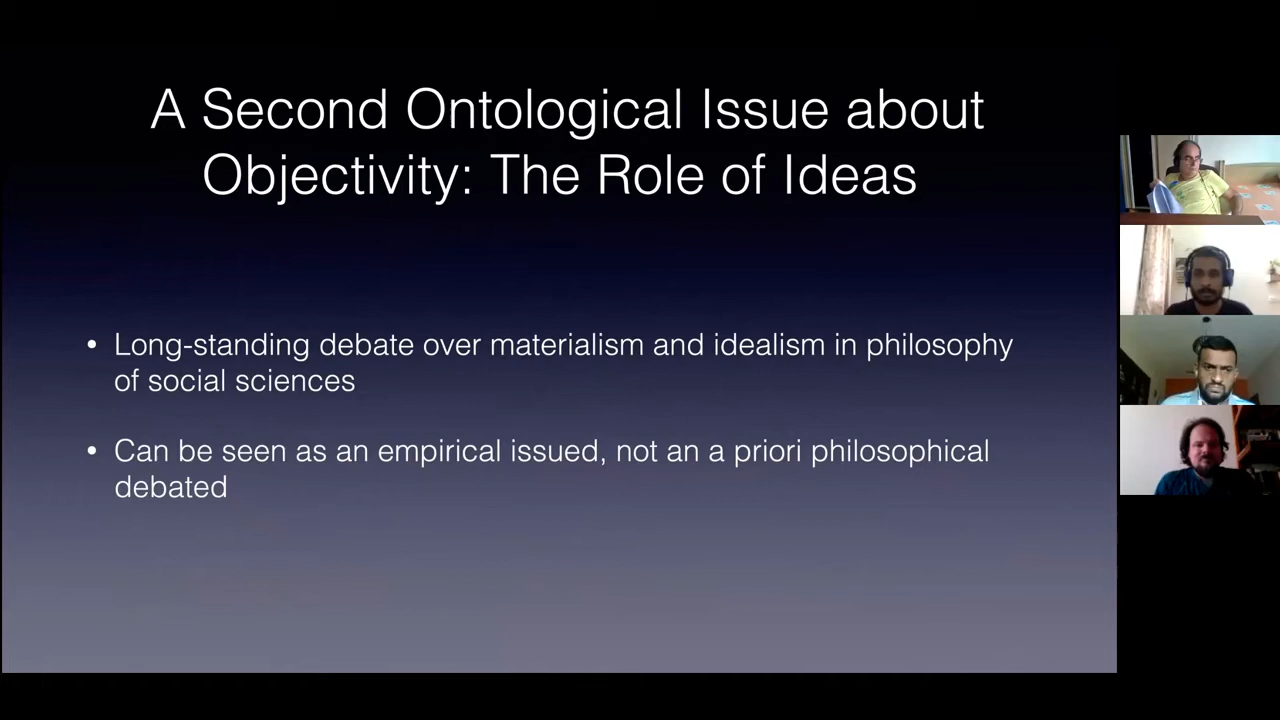 A Second Ontological Issue about
Objectivity: The Role of Ideas
• Long-standing debate over materialism and idealism in philosophy
of social sciences
• Can be seen as an empirical issued, not an a priori philosophical
debated